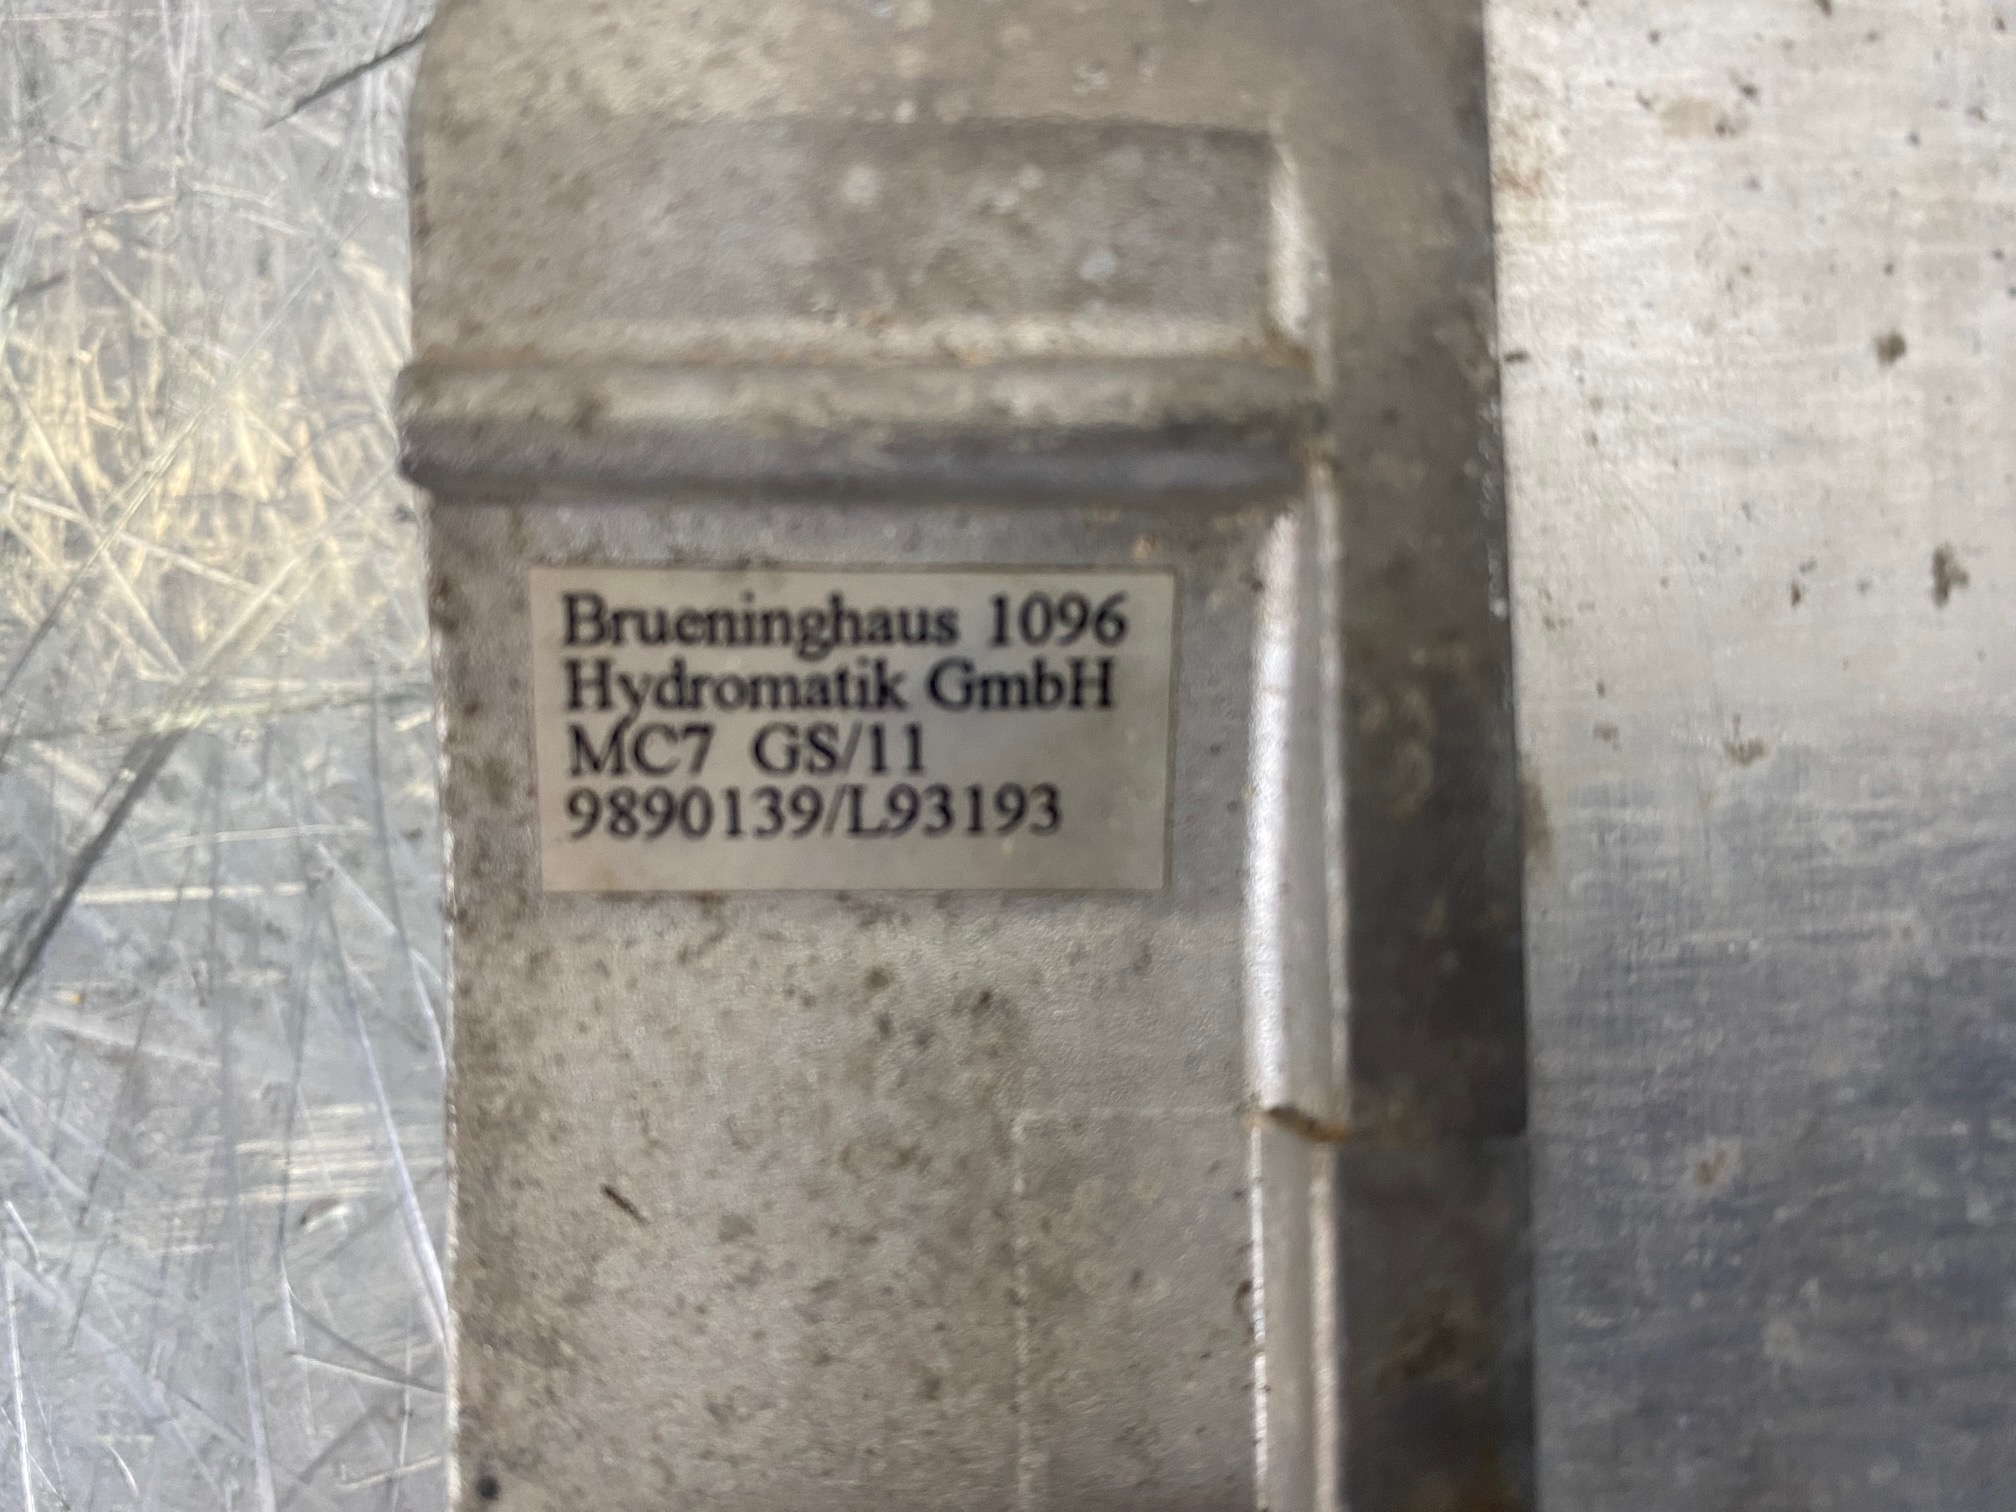 Brueninghaus 1096
Hydromatik GmbH
MC7 GS/11
9890139/L93193